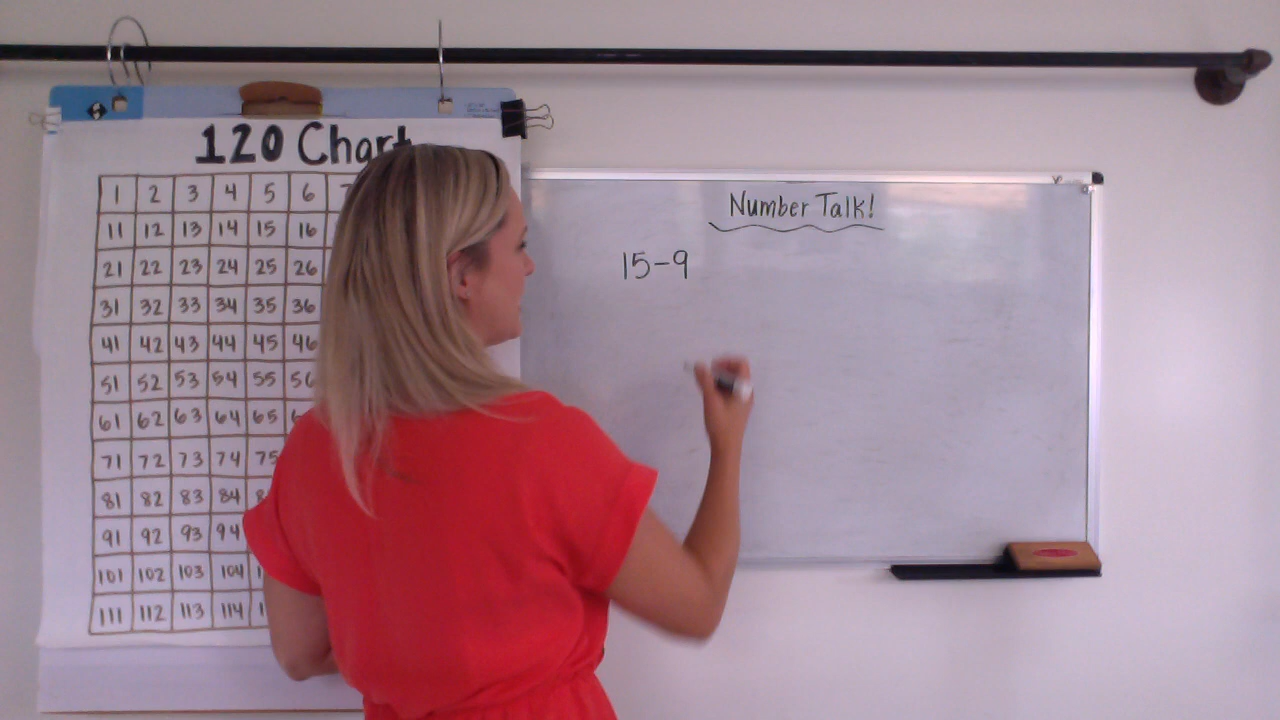 120 Chart
1 2 3 4 5 6
11 12 13 14 15 16
21 22 23 24 25 26
31 32 33 34 35 36
41 42 43 44 45 46
51 52 53 54 55 56
61 62 63 64 65
71 72 73 74 75
81 82 83 84
91 92 93 94
101 102 103 104
111 112 113 114
Number Talk!
15-9